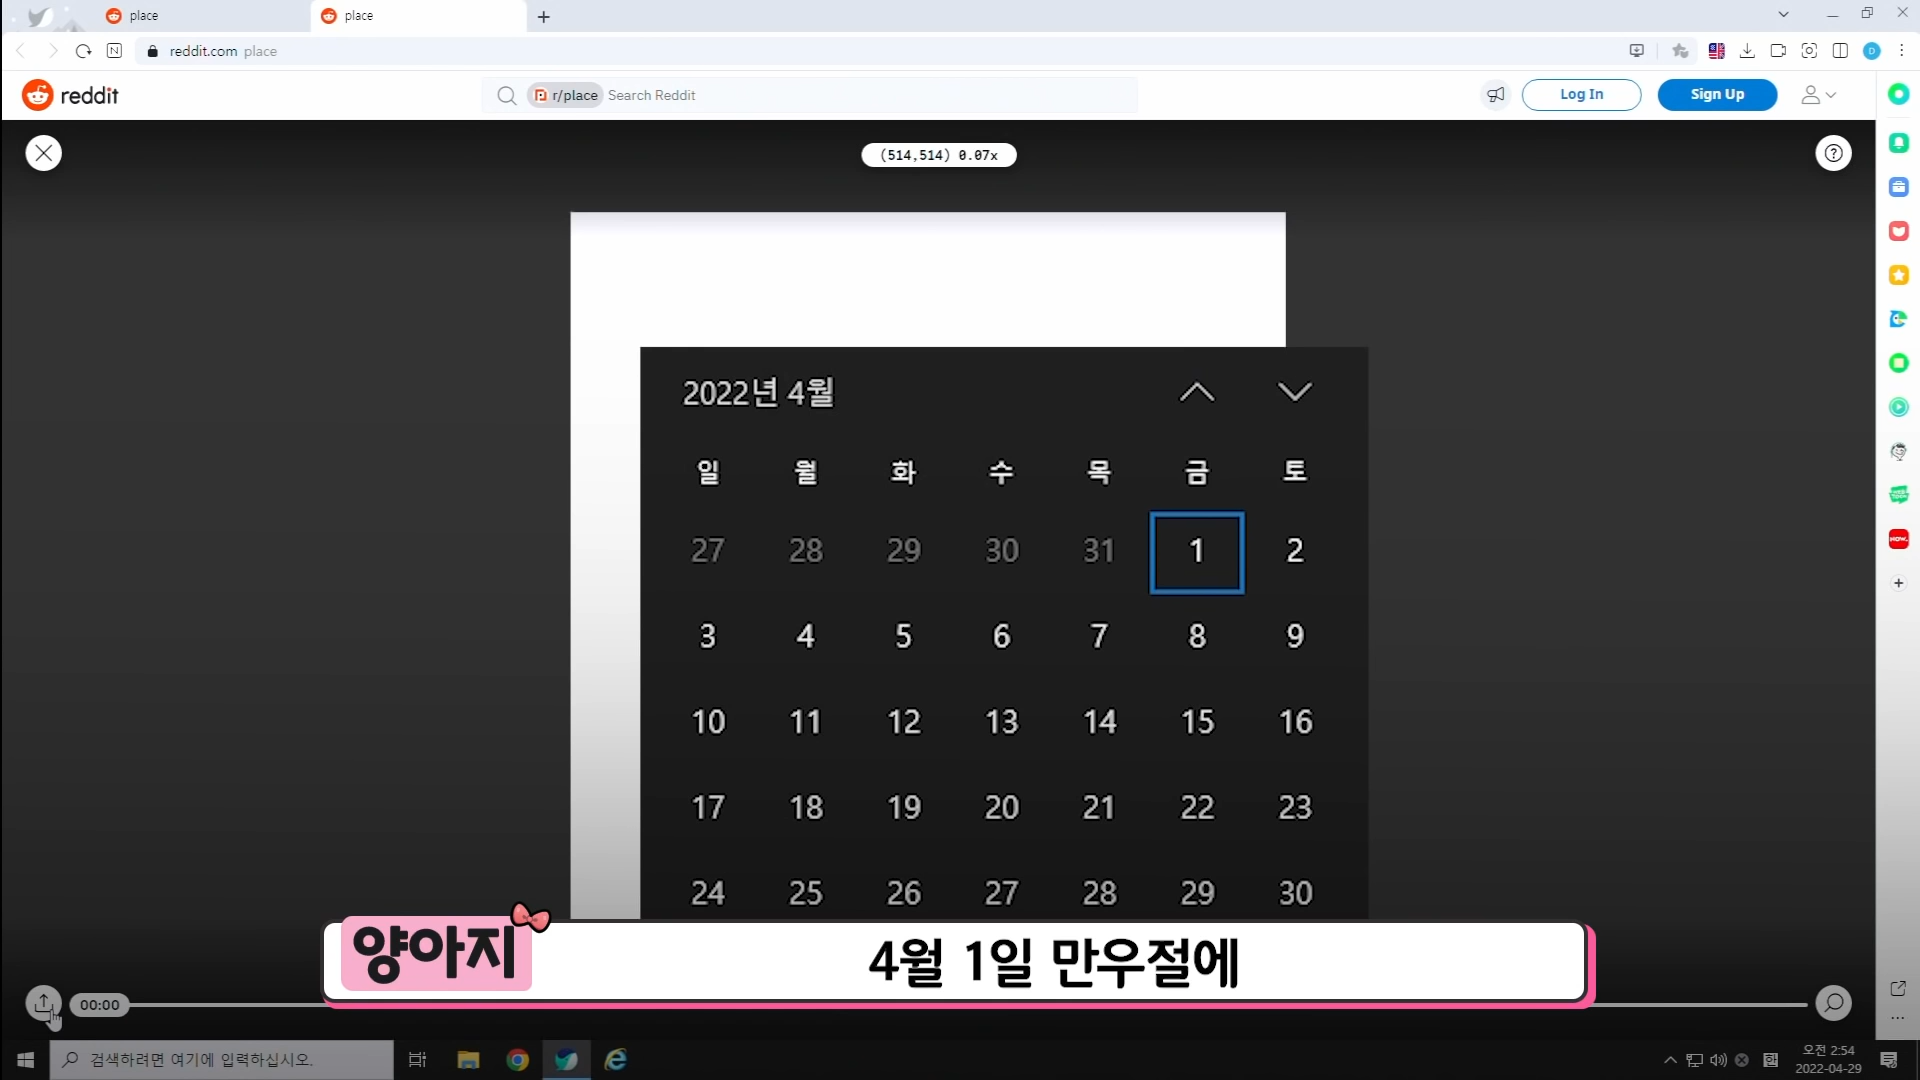 place
place
reddit.com place
reddit
r/place Search Reddit
Log In
Sign Up
(514,514) 0.07x
2022년 4월
일 월 화 수 목 금 토
27 28 29 30 31 1 2
3 4 5 6 7 8 9
10 11 12 13 14 15 16
17 18 19 20 21 22 23
24 25 26 27 28 29 30
양아지
4월 1일 만우절에
00:00
검색하려면 여기에 입력하십시오.
오전 2:54
2022-04-29